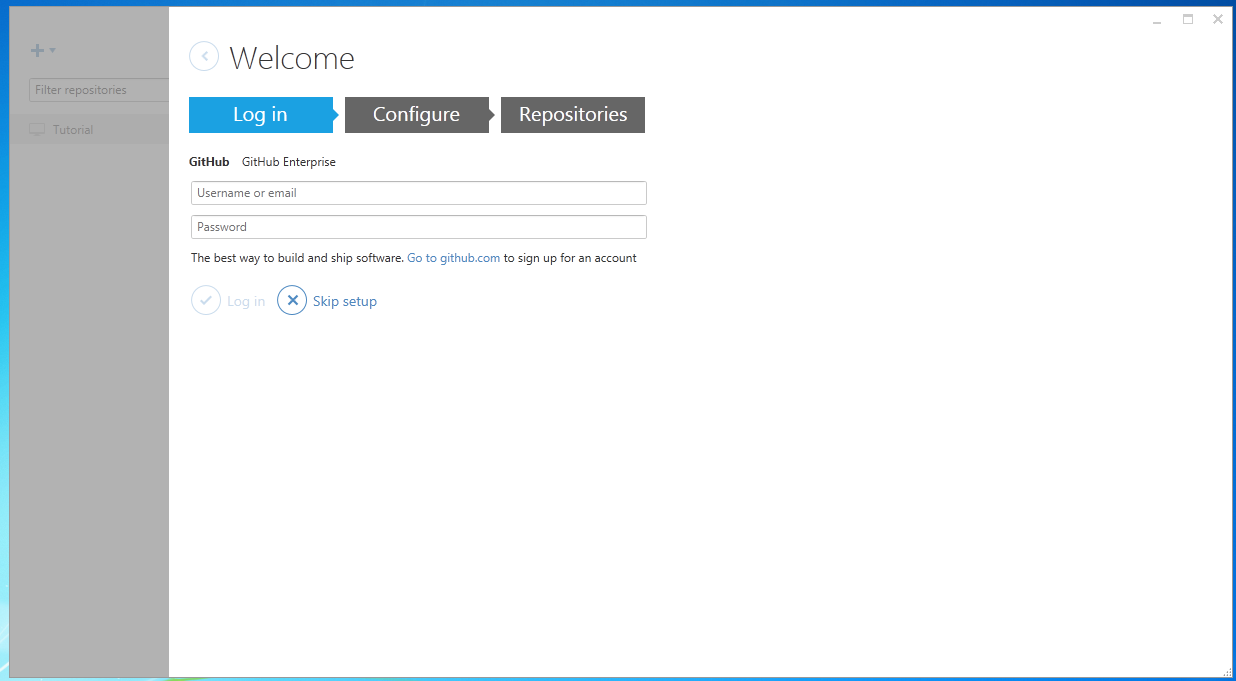 Filter repositories
Tutorial
Welcome
Log in Configure Repositories
GitHub GitHub Enterprise
Username or email
Password
The best way to build and ship software. Go to github.com to sign up for an account
Log in Skip setup